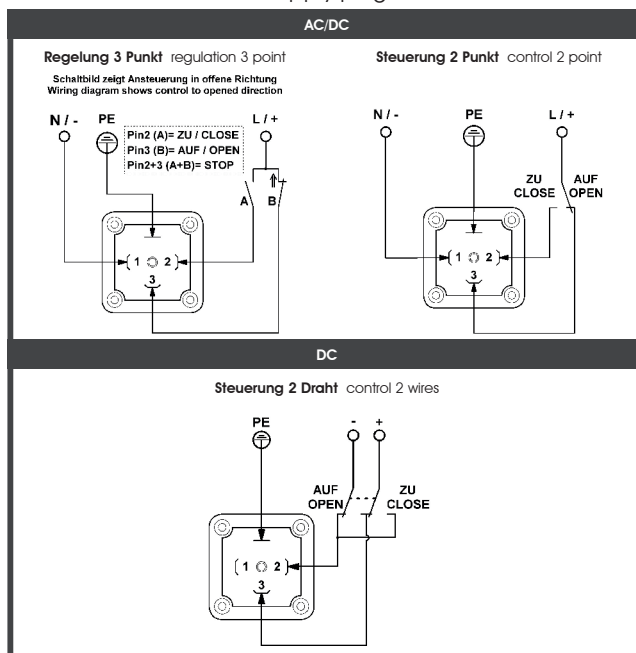 AC/DC
Regelung 3 Punkt regulation 3 point
Schaltbild zeigt Ansteuerung in offene Richtung
Wiring diagram shows control to opened direction
N / -
PE
L / +
Pin2 (A)= ZU / CLOSE
Pin3 (B)= AUF / OPEN
Pin2+3 (A+B)= STOP
A
B
1
2
3
Steuerung 2 Punkt control 2 point
N / -
PE
L / +
ZU AUF
CLOSE OPEN
1
2
3
DC
Steuerung 2 Draht control 2 wires
PE
-
+
AUF ZU
OPEN CLOSE
1
2
3